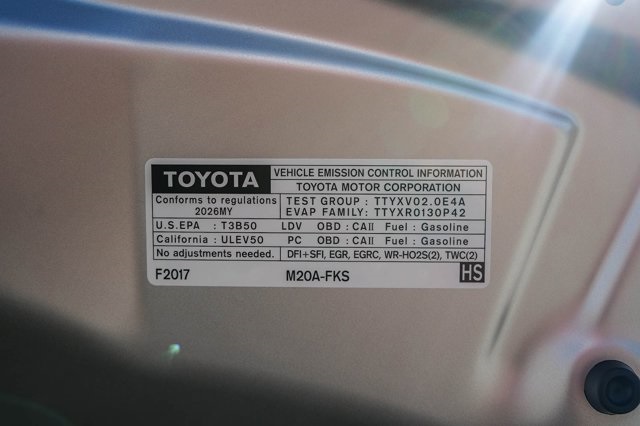 TOYOTA VEHICLE EMISSION CONTROL INFORMATION
TOYOTA MOTOR CORPORATION
Conforms to regulations TEST GROUP : TTYXV02.0E4A
2026MY EVAP FAMILY: TTYXR0130P42
U.S.EPA : T3B50 LDV OBD : CAII Fuel : Gasoline
California : ULEV50 PC OBD : CAII Fuel : Gasoline
No adjustments needed. DFI+SFI, EGR, EGRC, WR-HO2S(2), TWC(2)
F2017 M20A-FKS HS